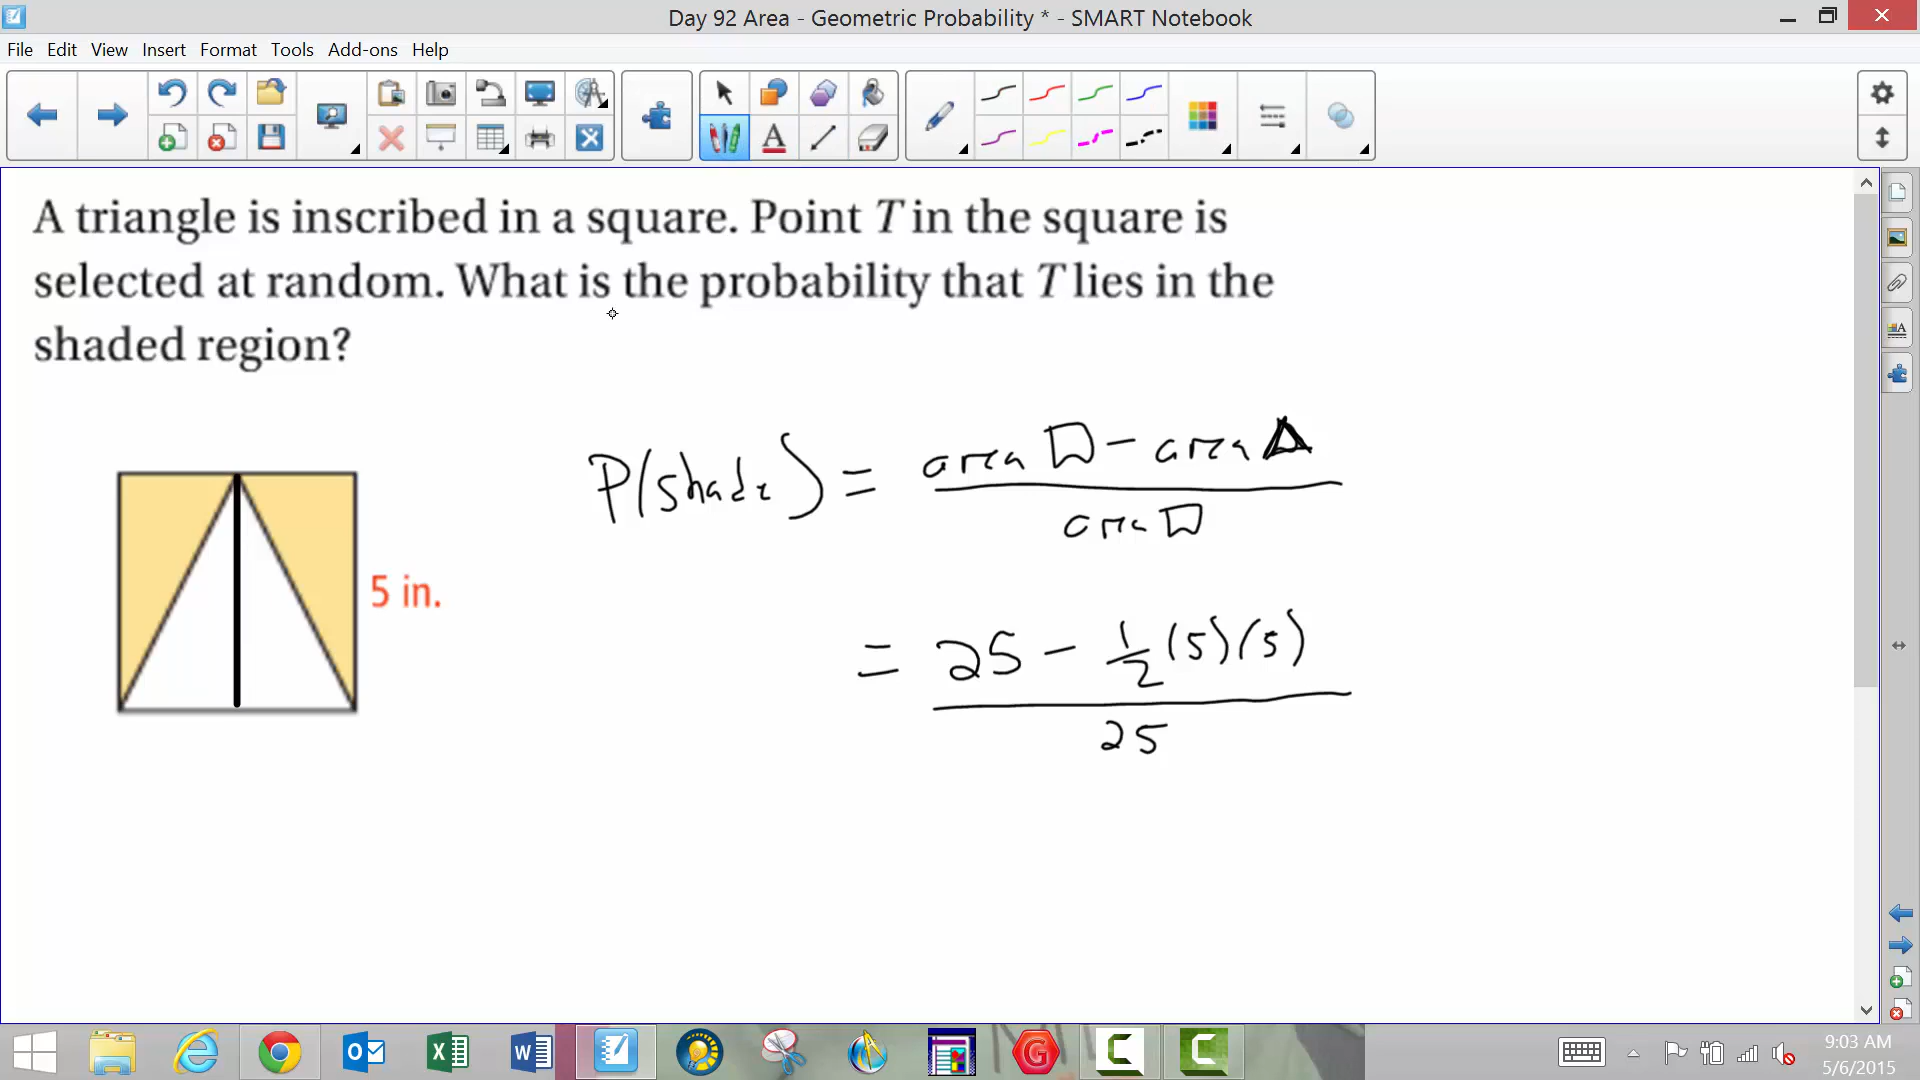 Day 92 Area - Geometric Probability * - SMART Notebook
File Edit View Insert Format Tools Add-ons Help
A triangle is inscribed in a square. Point T in the square is
selected at random. What is the probability that T lies in the
shaded region?
P(shade) = area □ - area △
area □
5 in.
= 25 - 1/2 (5)(5)
25
9:03 AM
5/6/2015